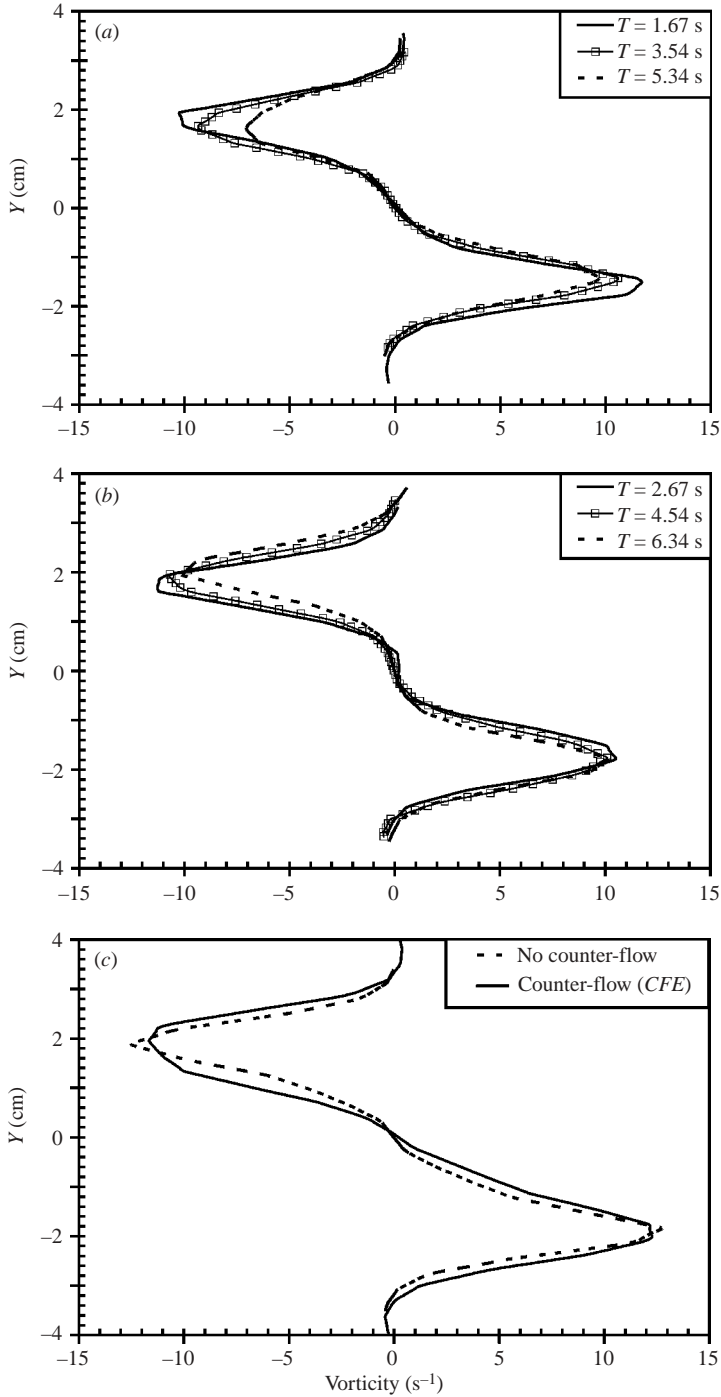 (a)
T = 1.67 s
T = 3.54 s
T = 5.34 s
4
2
0
–2
–4
Y (cm)
–15 –10 –5 0 5 10 15
(b)
T = 2.67 s
T = 4.54 s
T = 6.34 s
4
2
0
–2
–4
Y (cm)
–15 –10 –5 0 5 10 15
(c)
No counter-flow
Counter-flow (CFE)
4
2
0
–2
–4
Y (cm)
–15 –10 –5 0 5 10 15
Vorticity (s–1)